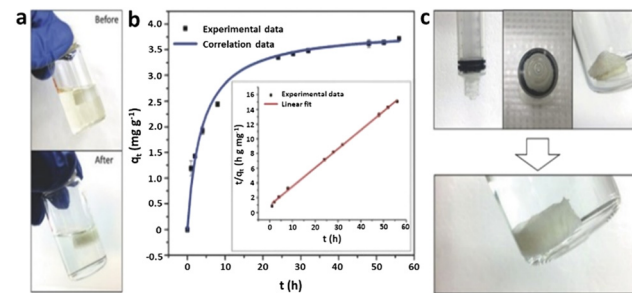 a
Before
After
b
qt (mg g-1)
4.0
3.5
3.0
2.5
2.0
1.5
1.0
0.5
0.0
-0.5
Experimental data
Correlation data
t/qt (h g mg-1)
16
14
12
10
8
6
4
2
0
Experimental data
Linear fit
0 10 20 30 40 50 60
t (h)
0 10 20 30 40 50 60
t (h)
c